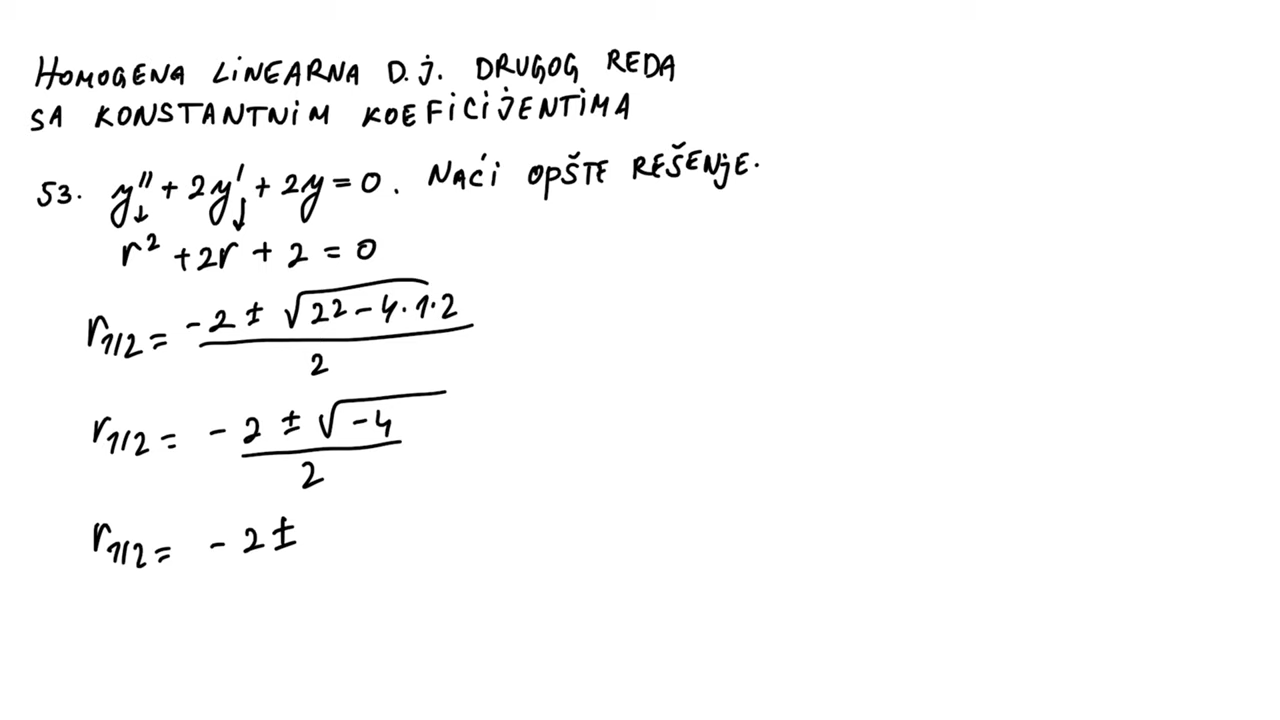 HOMOGENA LINEARNA D.J. DRUGOG REDA
SA KONSTANTNIM KOEFICIJENTIMA
53. y'' + 2y' + 2y = 0. NAĆI OPŠTE REŠENJE.
↓ ↓
r² + 2r + 2 = 0
r₁/₂ = (-2 ± √(2² - 4·1·2)) / 2
r₁/₂ = (-2 ± √(-4)) / 2
r₁/₂ = -2 ±